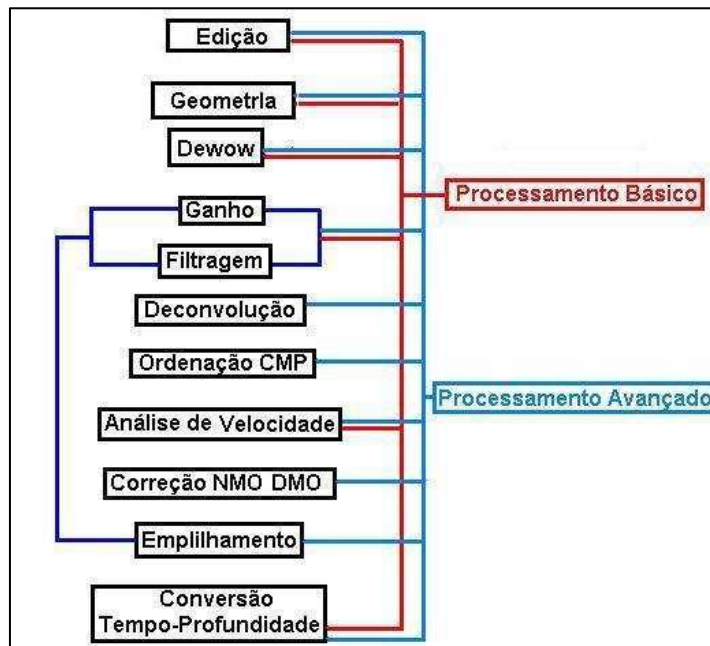 Edição
Geometrla
Dewow
Ganho
Processamento Básico
Filtragem
Deconvolução
Ordenação CMP
Processamento Avançado
Análise de Velocidade
Correção NMO DMO
Emplilhamento
Conversão
Tempo-Profundidade